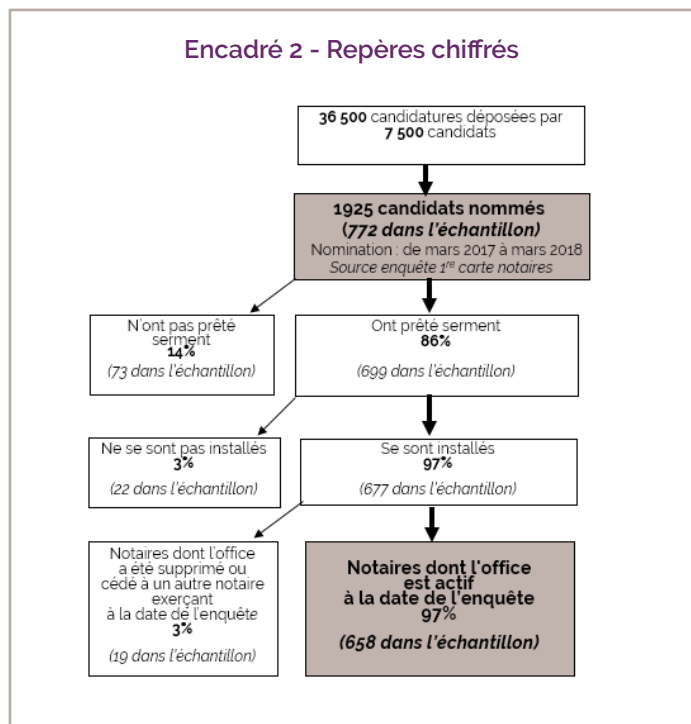 Encadré 2 - Repères chiffrés
36 500 candidatures déposées par
7 500 candidats
1925 candidats nommés
(772 dans l'échantillon)
Nomination : de mars 2017 à mars 2018
Source enquête 1re carte notaires
N'ont pas prêté
serment
14%
(73 dans l'échantillon)
Ont prêté serment
86%
(699 dans l'échantillon)
Ne se sont pas installés
3%
(22 dans l'échantillon)
Se sont installés
97%
(677 dans l'échantillon)
Notaires dont l'office
a été supprimé ou
cédé à un autre notaire
exerçant
à la date de l'enquête
3%
(19 dans l'échantillon)
Notaires dont l'office
est actif
à la date de l'enquête
97%
(658 dans l'échantillon)